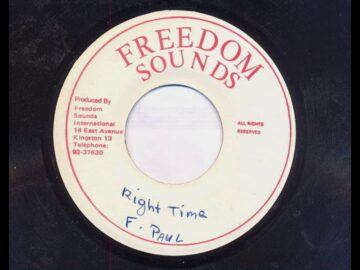 FREEDOM
SOUNDS
Produced By
Freedom
Sounds
International
14 East Avenue
Kingston 13
Telephone:
92-37630
ALL RIGHTS
RESERVED
Right Time
F. PAUL